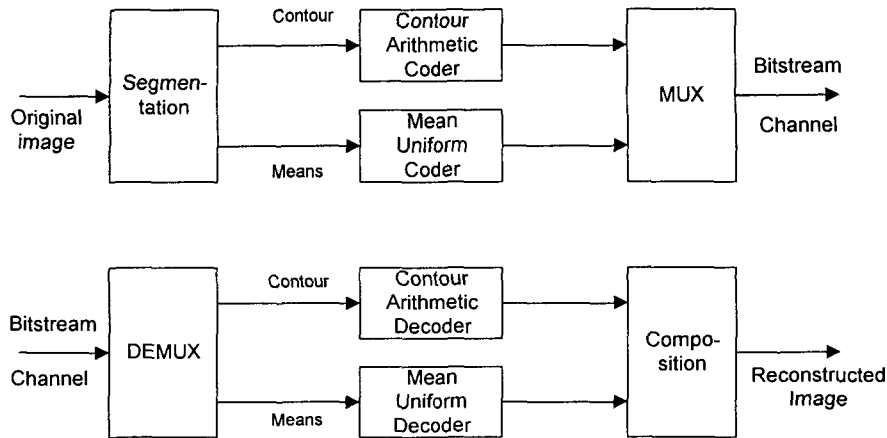 Contour
Contour
Arithmetic
Coder
Segmen-
tation
Original
image
Means
Mean
Uniform
Coder
MUX
Bitstream
Channel
Contour
Contour
Arithmetic
Decoder
Bitstream
Channel
DEMUX
Means
Mean
Uniform
Decoder
Compo-
sition
Reconstructed
Image